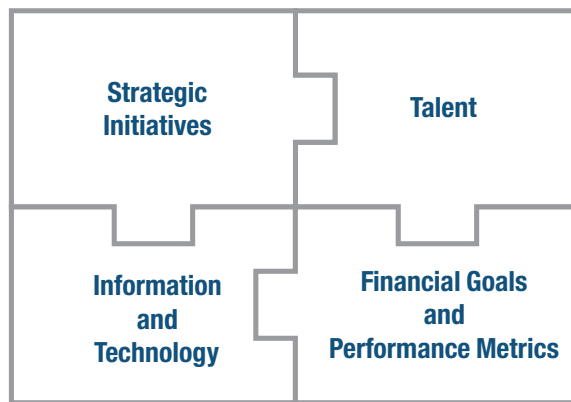 Strategic
Initiatives
Talent
Information
and
Technology
Financial Goals
and
Performance Metrics